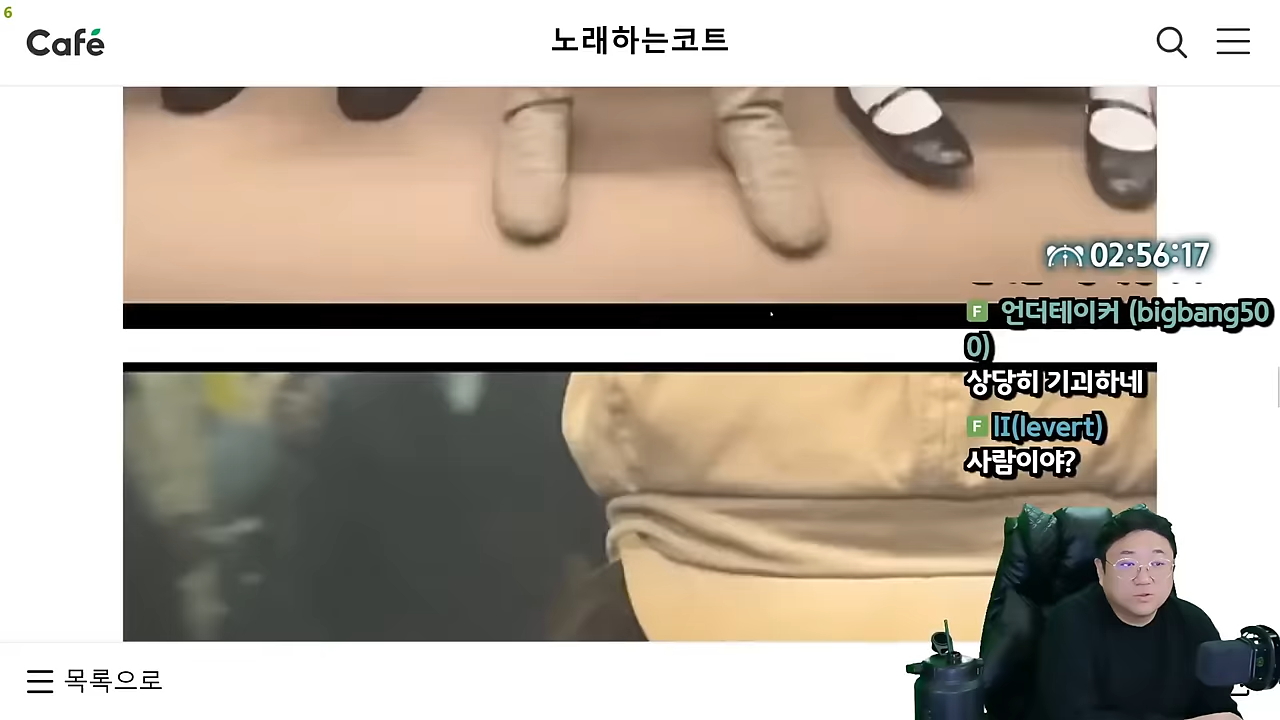 6
Café
노래하는코트
02:56:17
F 언더테이커 (bigbang50
0)
상당히 기괴하네
F lI(levert)
사람이야?
목록으로